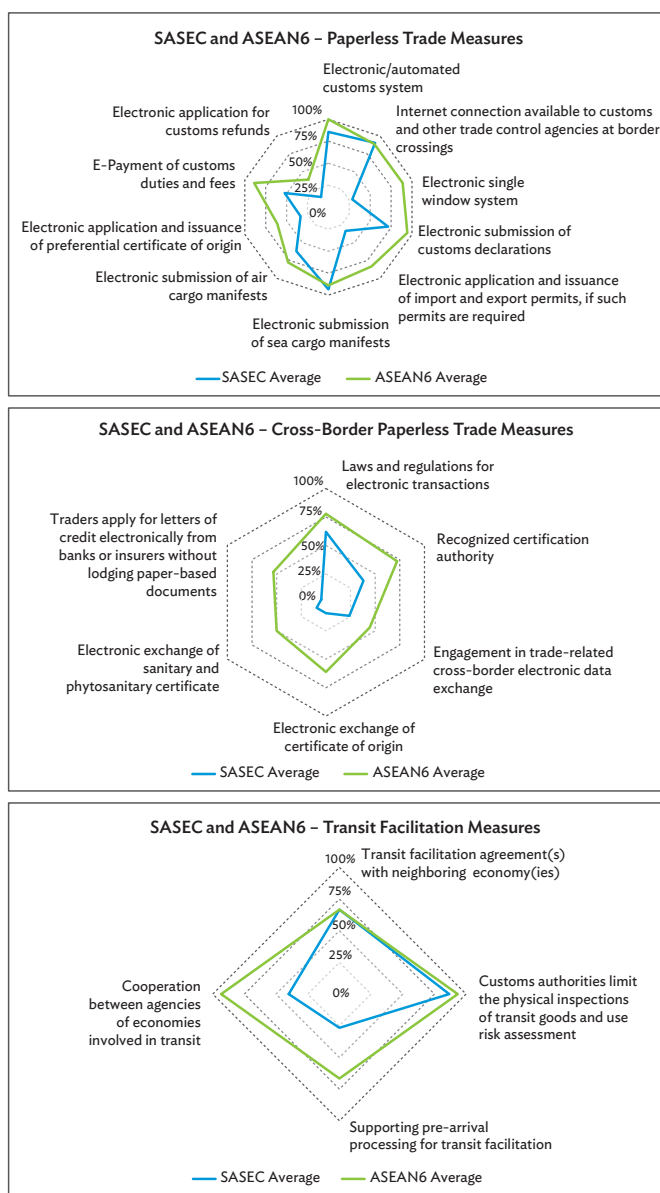 SASEC and ASEAN6 – Paperless Trade Measures
Electronic/automated
customs system
Electronic application for
customs refunds
Internet connection available to customs
and other trade control agencies at border
crossings
E-Payment of customs
duties and fees
Electronic single
window system
Electronic application and issuance
of preferential certificate of origin
Electronic submission of
customs declarations
Electronic submission of air
cargo manifests
Electronic application and issuance
of import and export permits, if such
permits are required
Electronic submission
of sea cargo manifests
100%
75%
50%
25%
0%
SASEC Average
ASEAN6 Average
SASEC and ASEAN6 – Cross-Border Paperless Trade Measures
Laws and regulations for
electronic transactions
Traders apply for letters of
credit electronically from
banks or insurers without
lodging paper-based
documents
Recognized certification
authority
Electronic exchange of
sanitary and
phytosanitary certificate
Engagement in trade-related
cross-border electronic data
exchange
Electronic exchange of
certificate of origin
100%
75%
50%
25%
0%
SASEC Average
ASEAN6 Average
SASEC and ASEAN6 – Transit Facilitation Measures
Transit facilitation agreement(s)
with neighboring economy(ies)
100%
75%
50%
25%
0%
Cooperation
between agencies
of economies
involved in transit
Customs authorities limit
the physical inspections
of transit goods and use
risk assessment
Supporting pre-arrival
processing for transit facilitation
SASEC Average
ASEAN6 Average